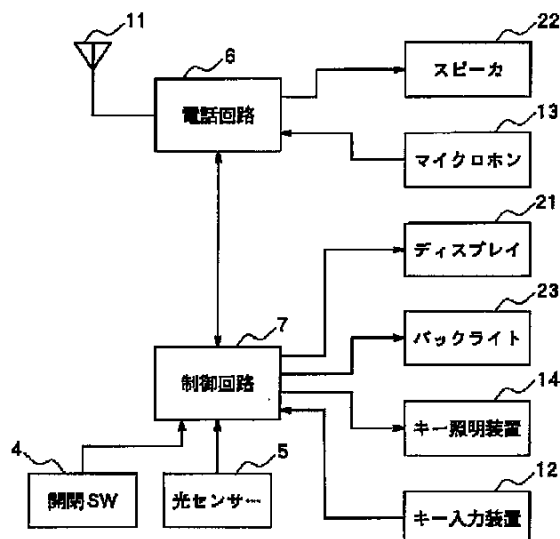 11
6
電話回路
22
スピーカ
13
マイクロホン
21
ディスプレイ
23
バックライト
7
制御回路
14
キー照明装置
4
開閉SW
5
光センサー
12
キー入力装置